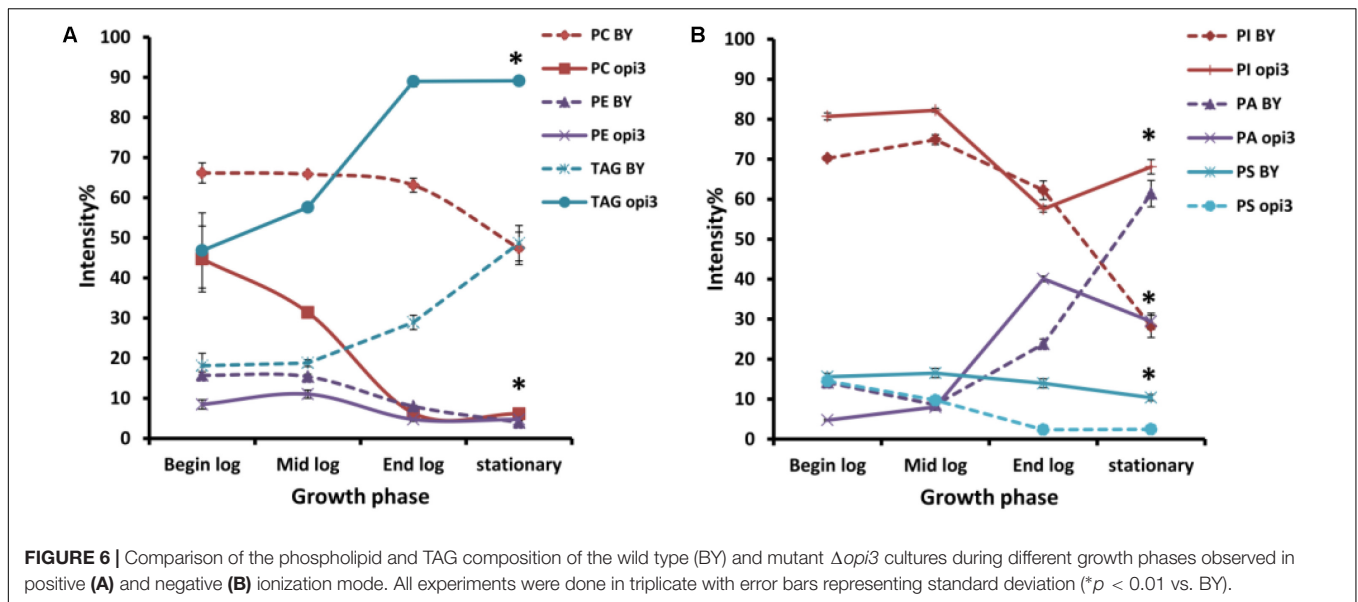 A
100
90
80
70
60
50
40
30
20
10
0
Intensity%
Begin log Mid log End log stationary
Growth phase
PC BY
PC opi3
PE BY
PE opi3
TAG BY
TAG opi3
*
*
B
100
90
80
70
60
50
40
30
20
10
0
Intensity%
Begin log Mid log End log stationary
Growth phase
PI BY
PI opi3
PA BY
PA opi3
PS BY
PS opi3
*
*
*
FIGURE 6 | Comparison of the phospholipid and TAG composition of the wild type (BY) and mutant Δopi3 cultures during different growth phases observed in
positive (A) and negative (B) ionization mode. All experiments were done in triplicate with error bars representing standard deviation (*p < 0.01 vs. BY).